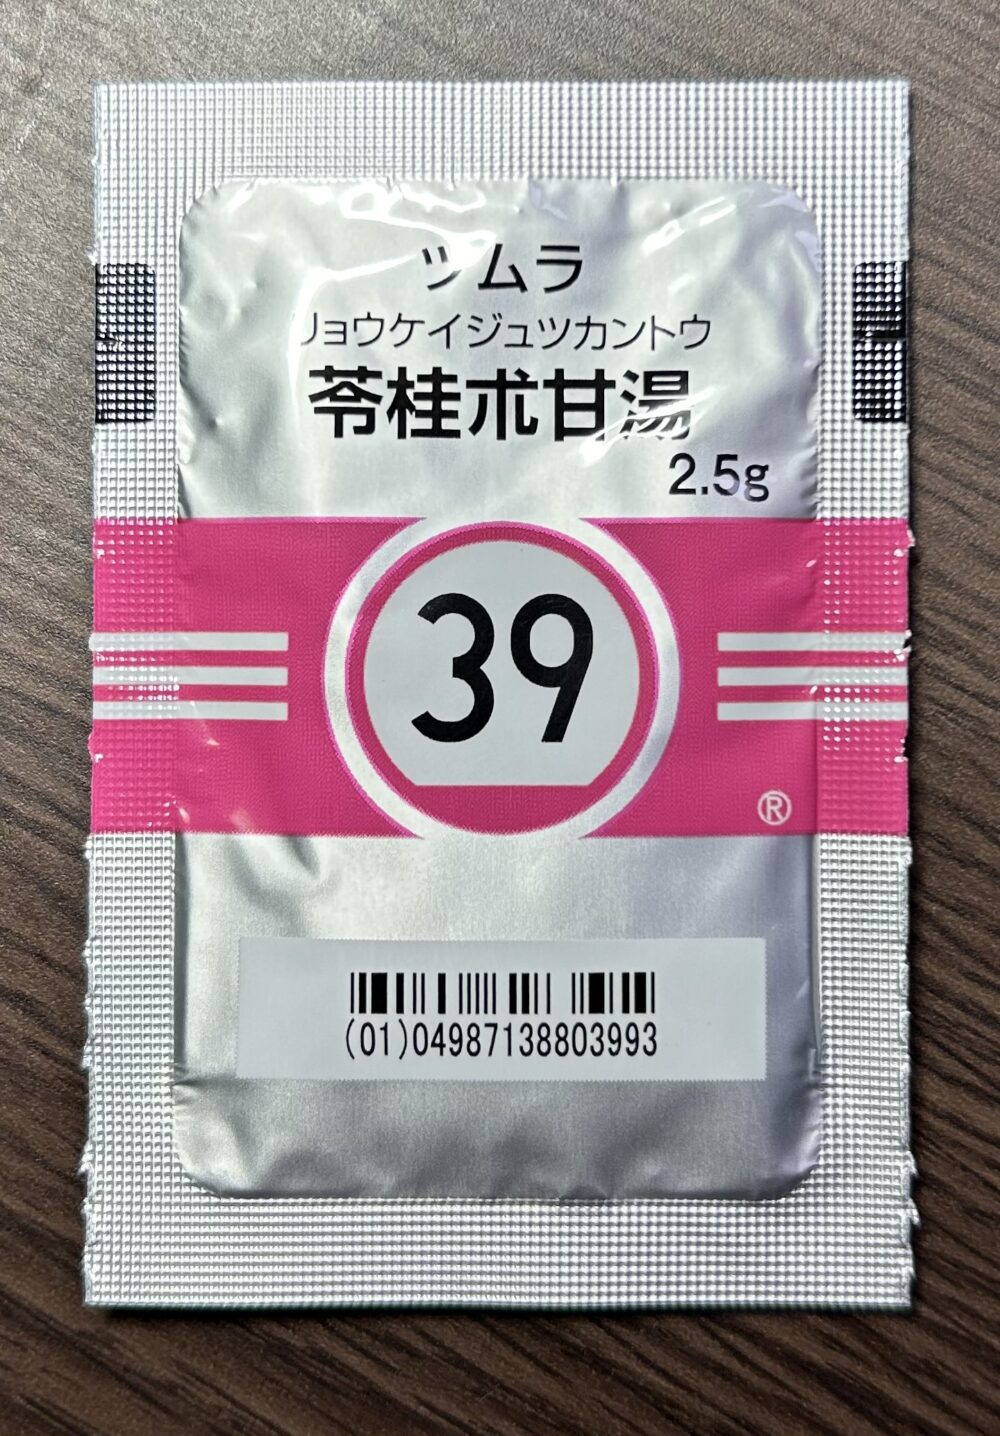 ツムラ
リョウケイジュツカントウ
苓桂朮甘湯
2.5g
39
®
(01)04987138803993